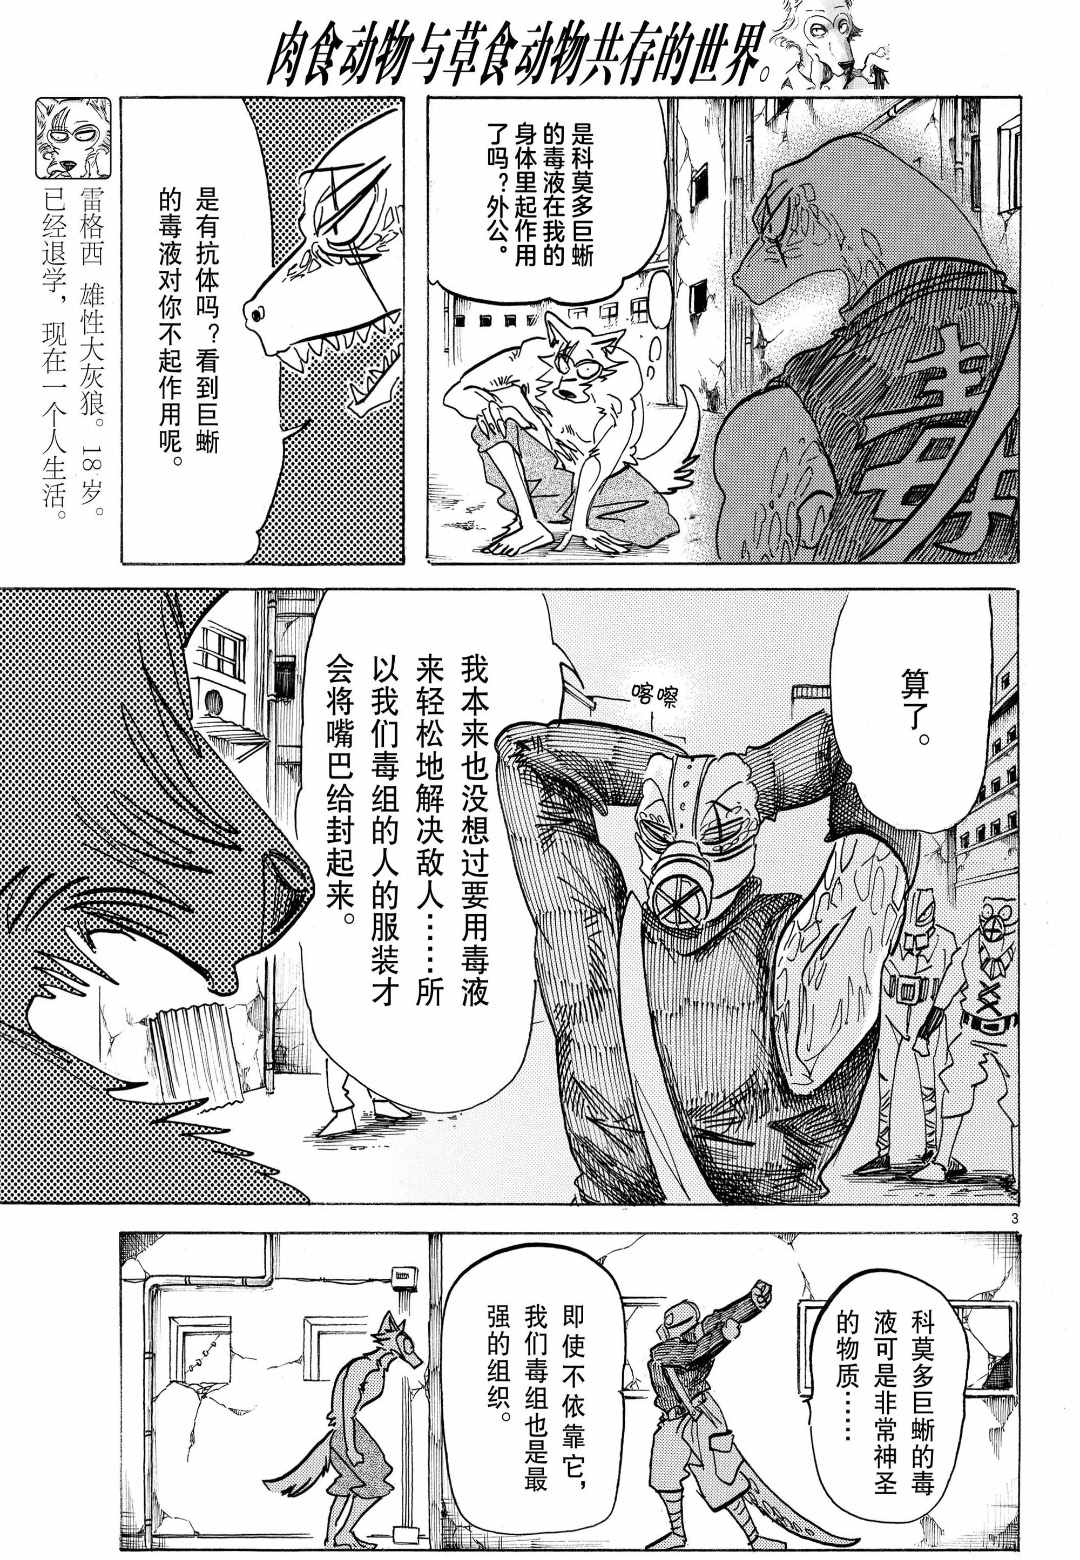 肉食动物与草食动物共存的世界。
雷格西 雄性大灰狼。18岁。
已经退学，现在一个人生活。
是科莫多巨蜥
的毒液在我的
身体里起作用
了吗？外公。
毒
是有抗体吗？看到巨蜥
的毒液对你不起作用呢。
算了。
喀嚓
我本来也没想过要用毒液
来轻松地解决敌人……所
以我们毒组的人的服装才
会将嘴巴给封起来。
3
科莫多巨蜥的毒
液可是非常神圣
的物质……
即使不依靠它，
我们毒组也是最
强的组织。